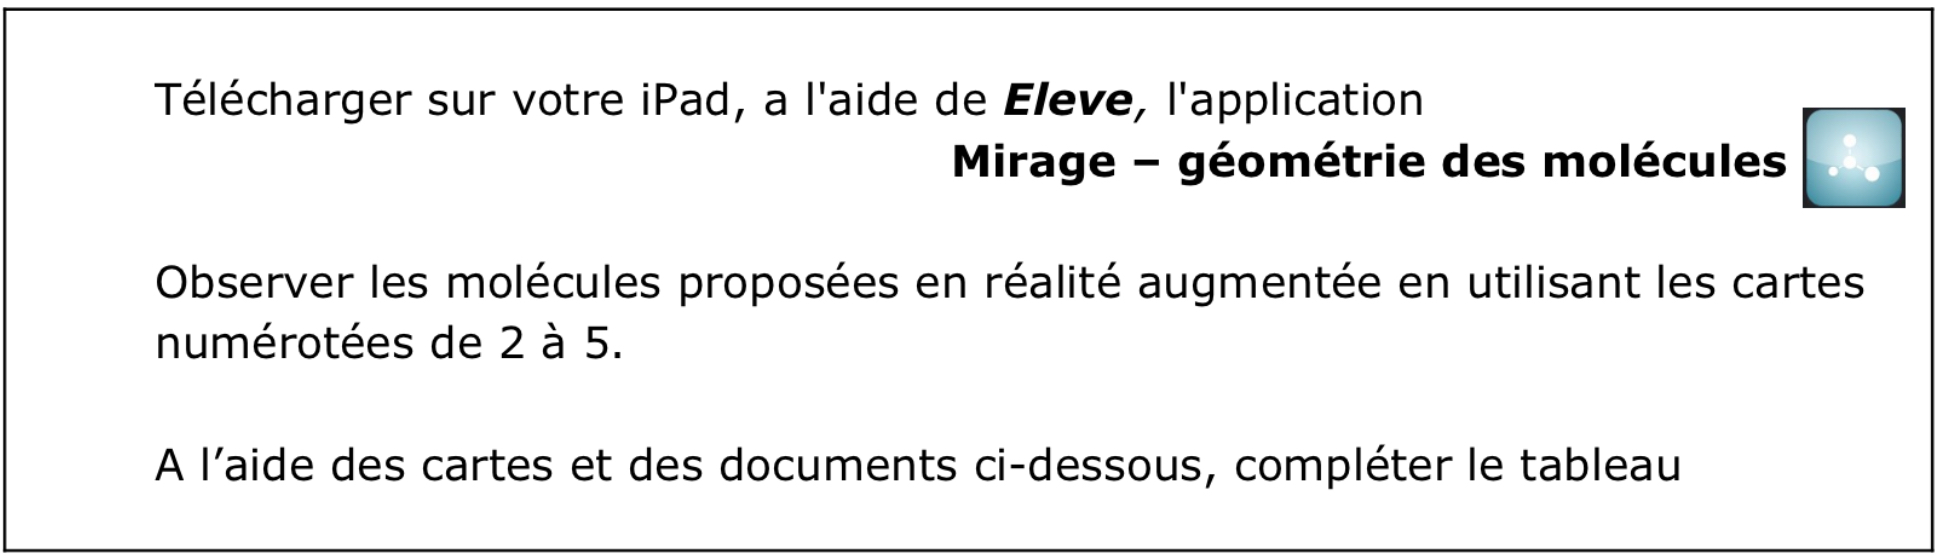 Télécharger sur votre iPad, a l'aide de Eleve, l'application
Mirage – géométrie des molécules
Observer les molécules proposées en réalité augmentée en utilisant les cartes
numérotées de 2 à 5.
A l’aide des cartes et des documents ci-dessous, compléter le tableau